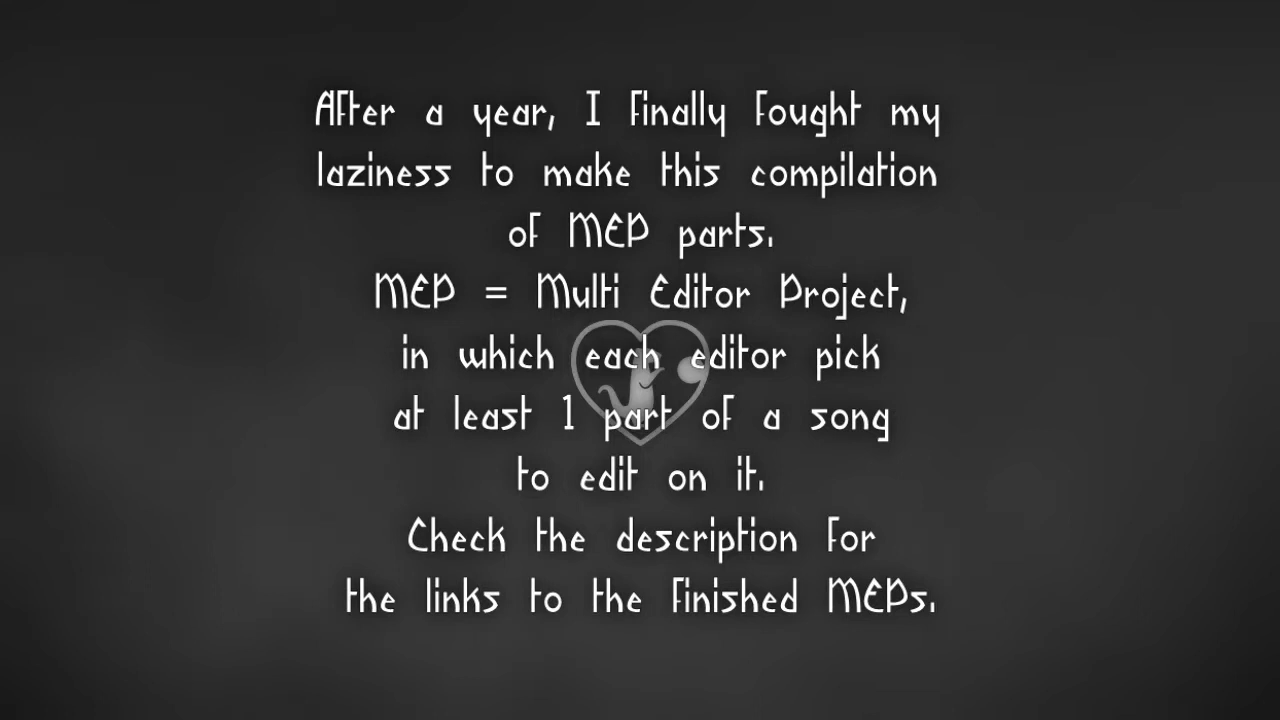 After a year, I finally fought my
laziness to make this compilation
of MEP parts.
MEP = Multi Editor Project,
in which each editor pick
at least 1 part of a song
to edit on it.
Check the description for
the links to the finished MEPs.